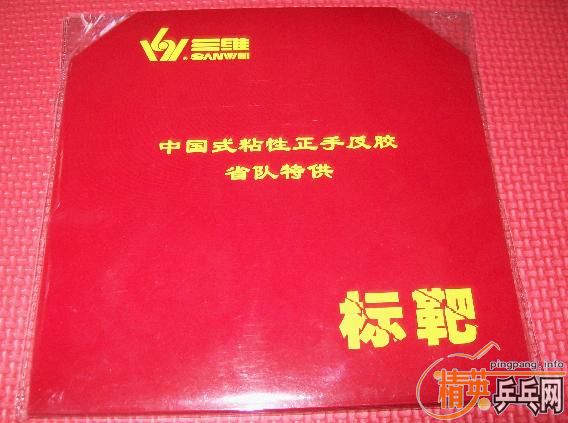 三维
SANWEI
中国式粘性正手反胶
省队特供
标靶
pingpang.info
精英乒乓网